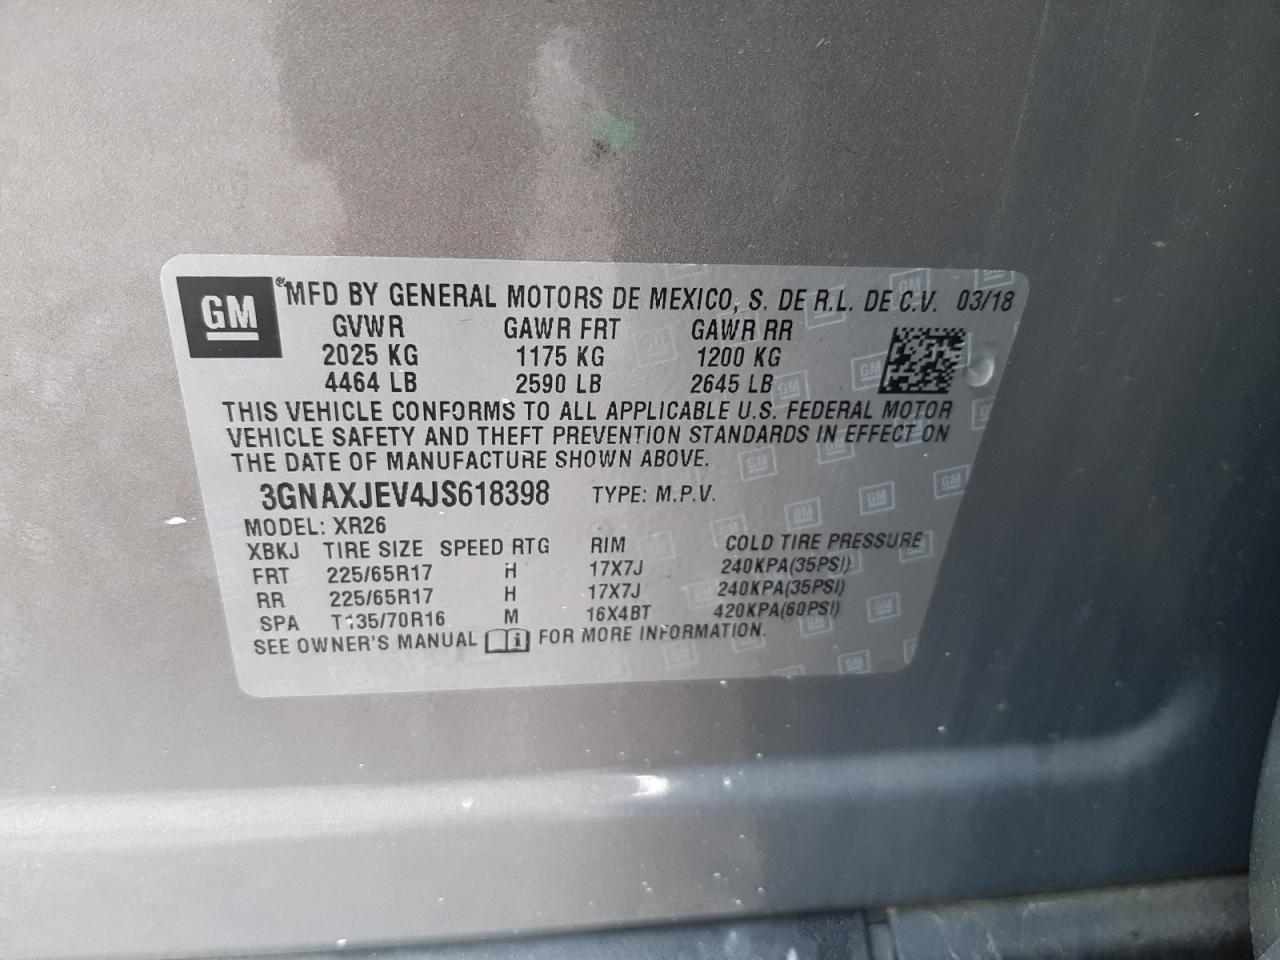 GM ® MFD BY GENERAL MOTORS DE MEXICO, S. DE R.L. DE C.V. 03/18
GVWR GAWR FRT GAWR RR
2025 KG 1175 KG 1200 KG
4464 LB 2590 LB 2645 LB
THIS VEHICLE CONFORMS TO ALL APPLICABLE U.S. FEDERAL MOTOR
VEHICLE SAFETY AND THEFT PREVENTION STANDARDS IN EFFECT ON
THE DATE OF MANUFACTURE SHOWN ABOVE.
3GNAXJEV4JS618398 TYPE: M.P.V.
MODEL: XR26
XBKJ TIRE SIZE SPEED RTG RIM COLD TIRE PRESSURE
FRT 225/65R17 H 17X7J 240KPA(35PSI)
RR 225/65R17 H 17X7J 240KPA(35PSI)
SPA T135/70R16 M 16X4BT 420KPA(60PSI)
SEE OWNER'S MANUAL i FOR MORE INFORMATION.